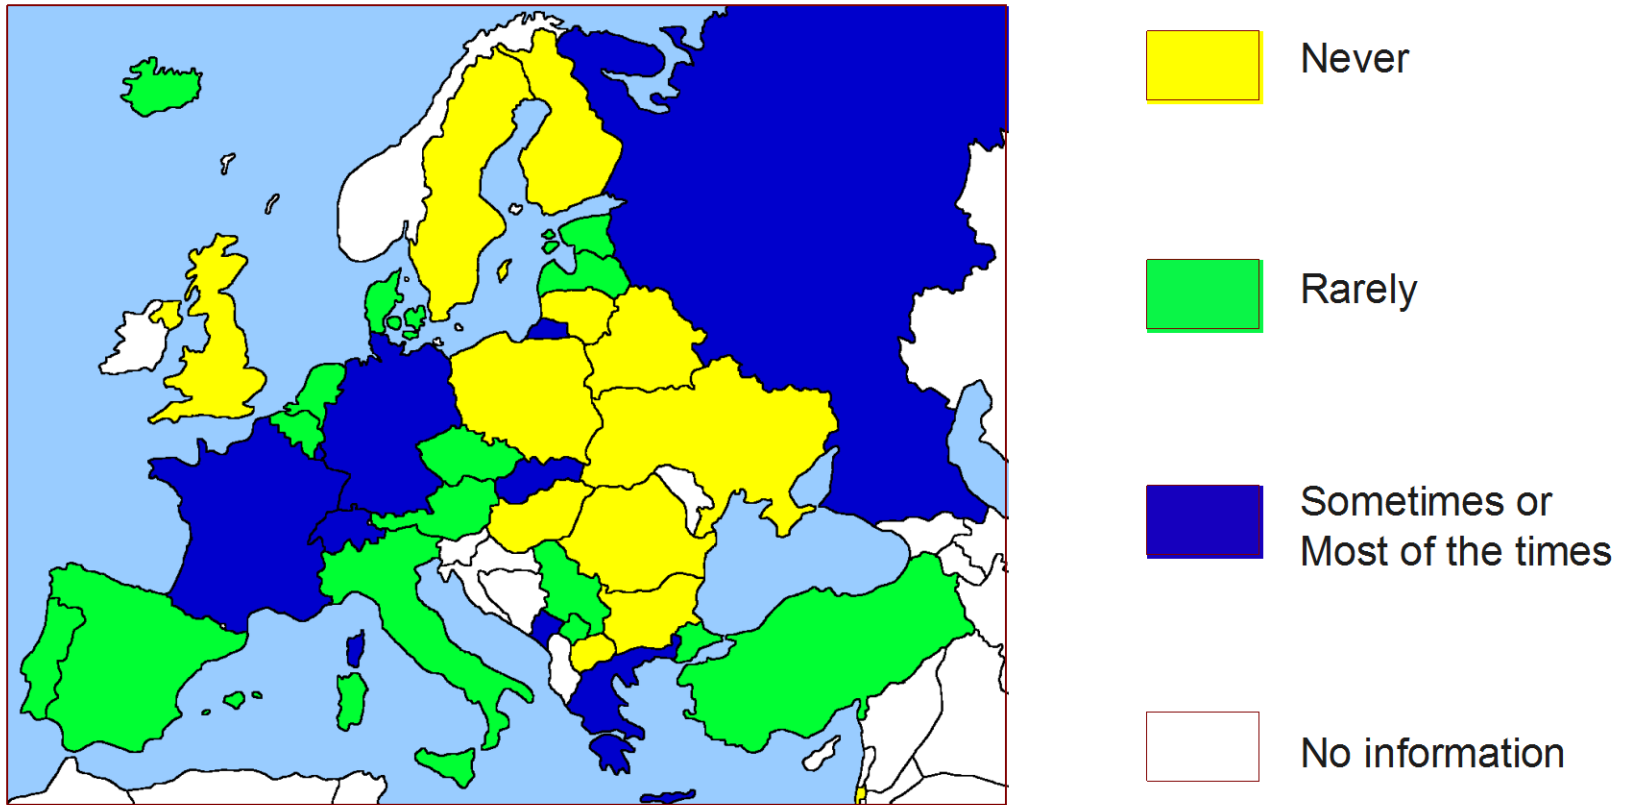 Never
Rarely
Sometimes or
Most of the times
No information